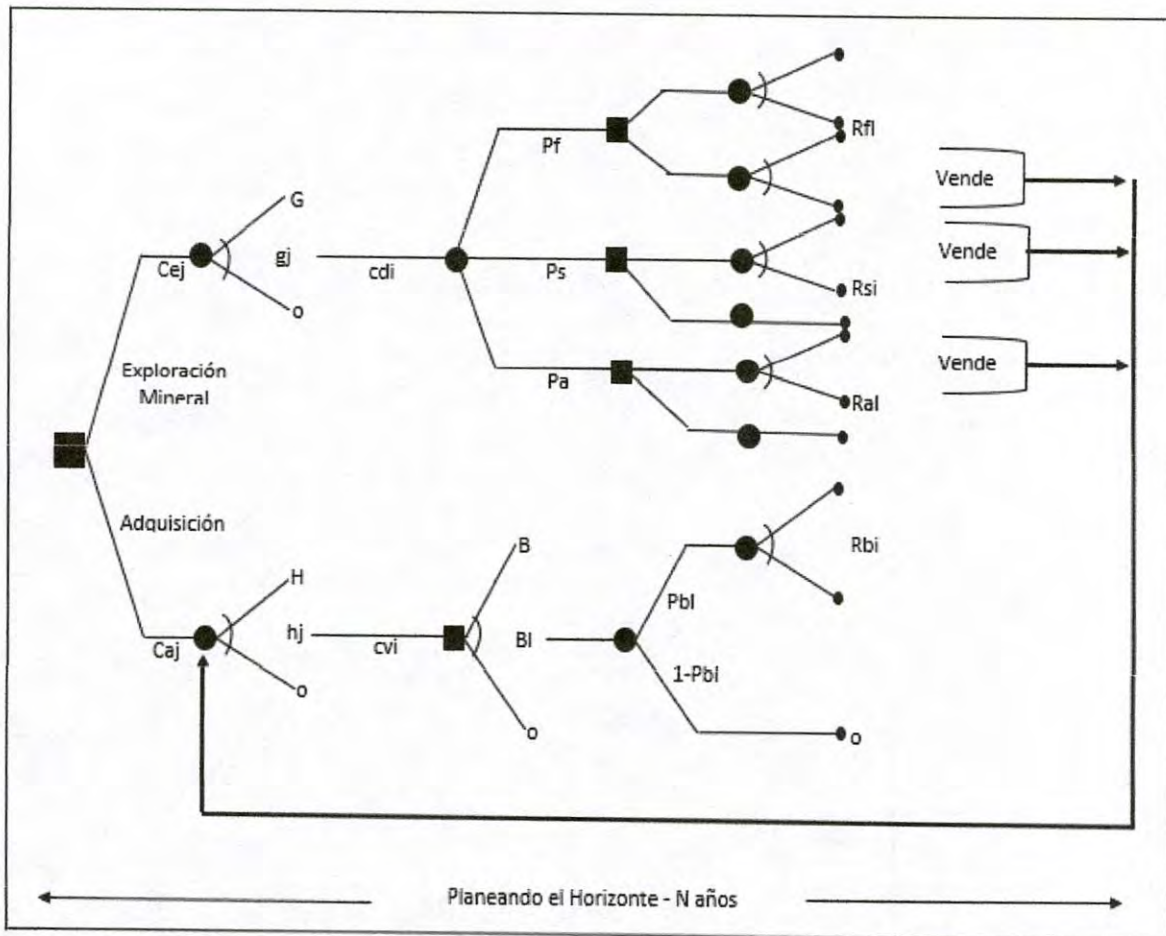 Pf
Rfl
Vende
G
Cej
gj
cdi
Ps
Vende
o
Rsi
Exploración
Mineral
Pa
Vende
Ral
Adquisición
H
B
Rbi
Caj
hj
cvi
Bl
Pbl
o
1-Pbl
o
o
Planeando el Horizonte - N años